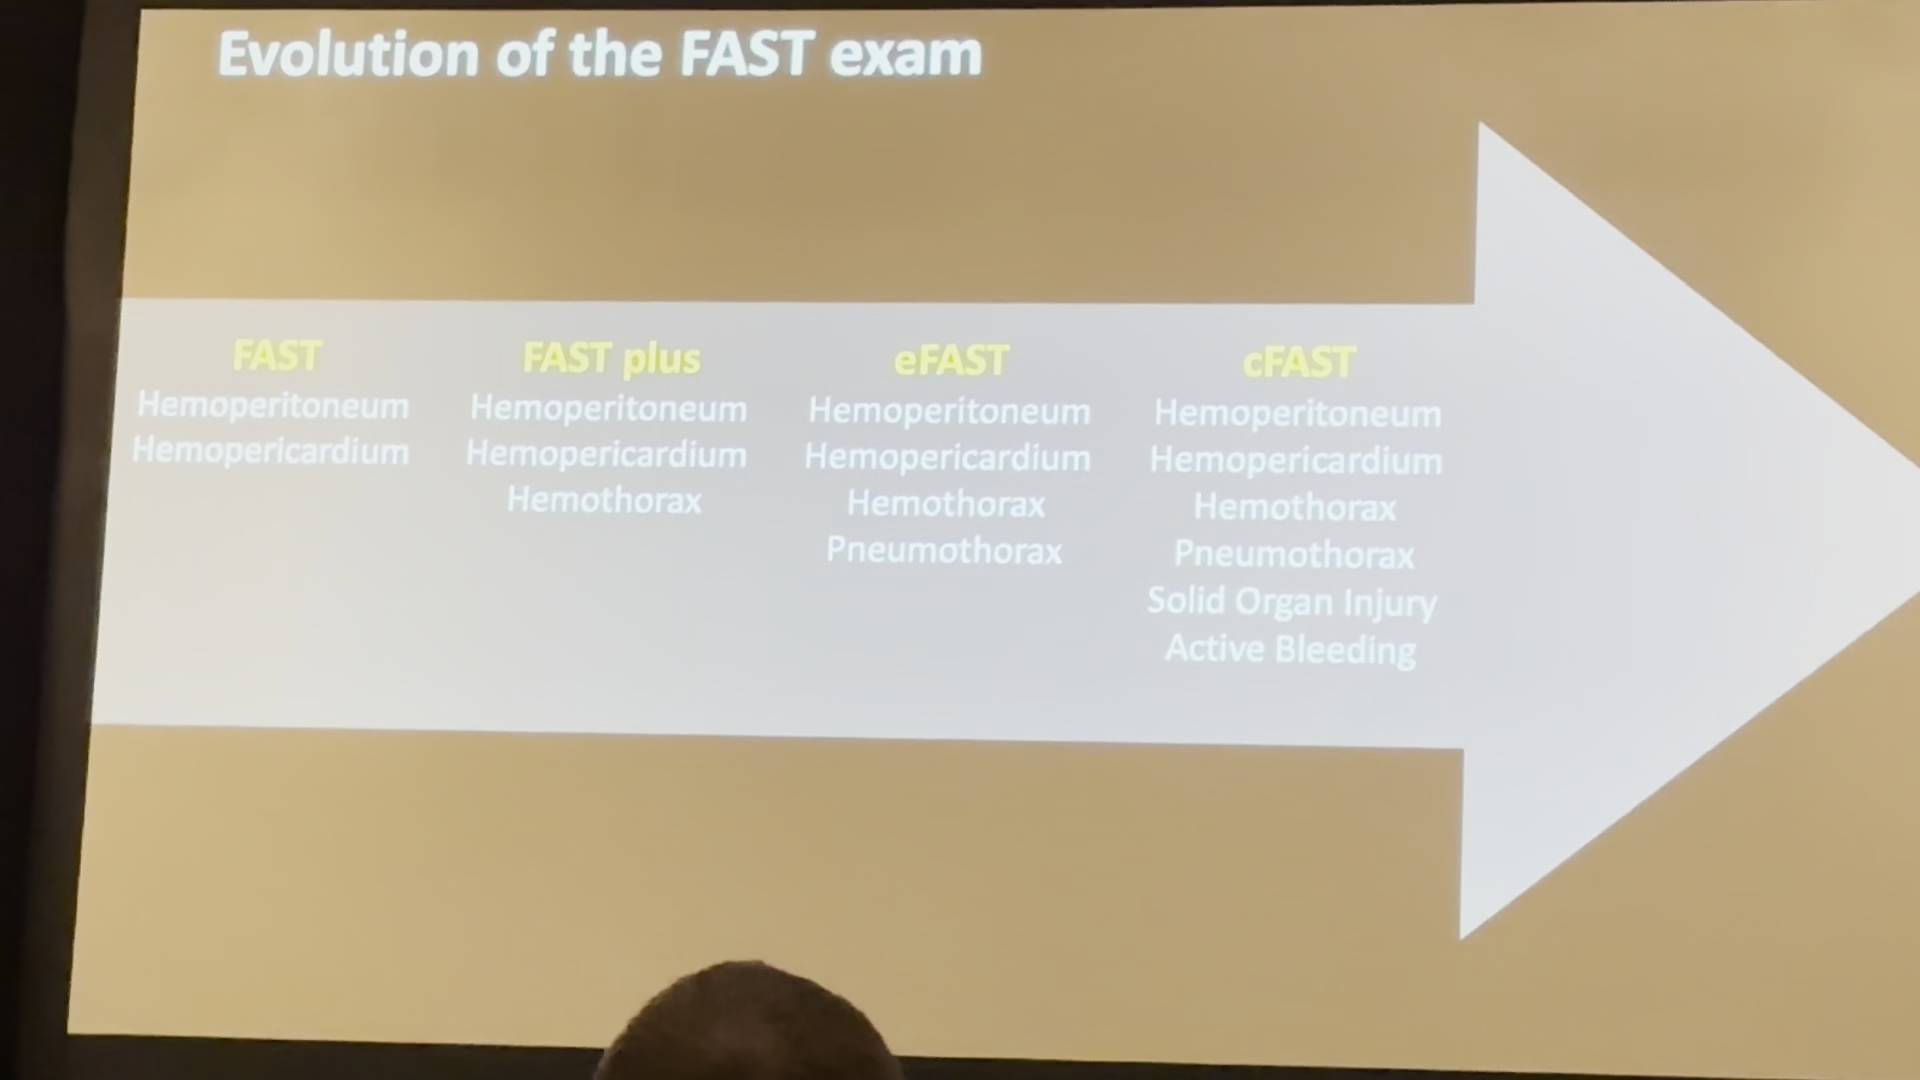 Evolution of the FAST exam
FAST
Hemoperitoneum
Hemopericardium
FAST plus
Hemoperitoneum
Hemopericardium
Hemothorax
eFAST
Hemoperitoneum
Hemopericardium
Hemothorax
Pneumothorax
cFAST
Hemoperitoneum
Hemopericardium
Hemothorax
Pneumothorax
Solid Organ Injury
Active Bleeding